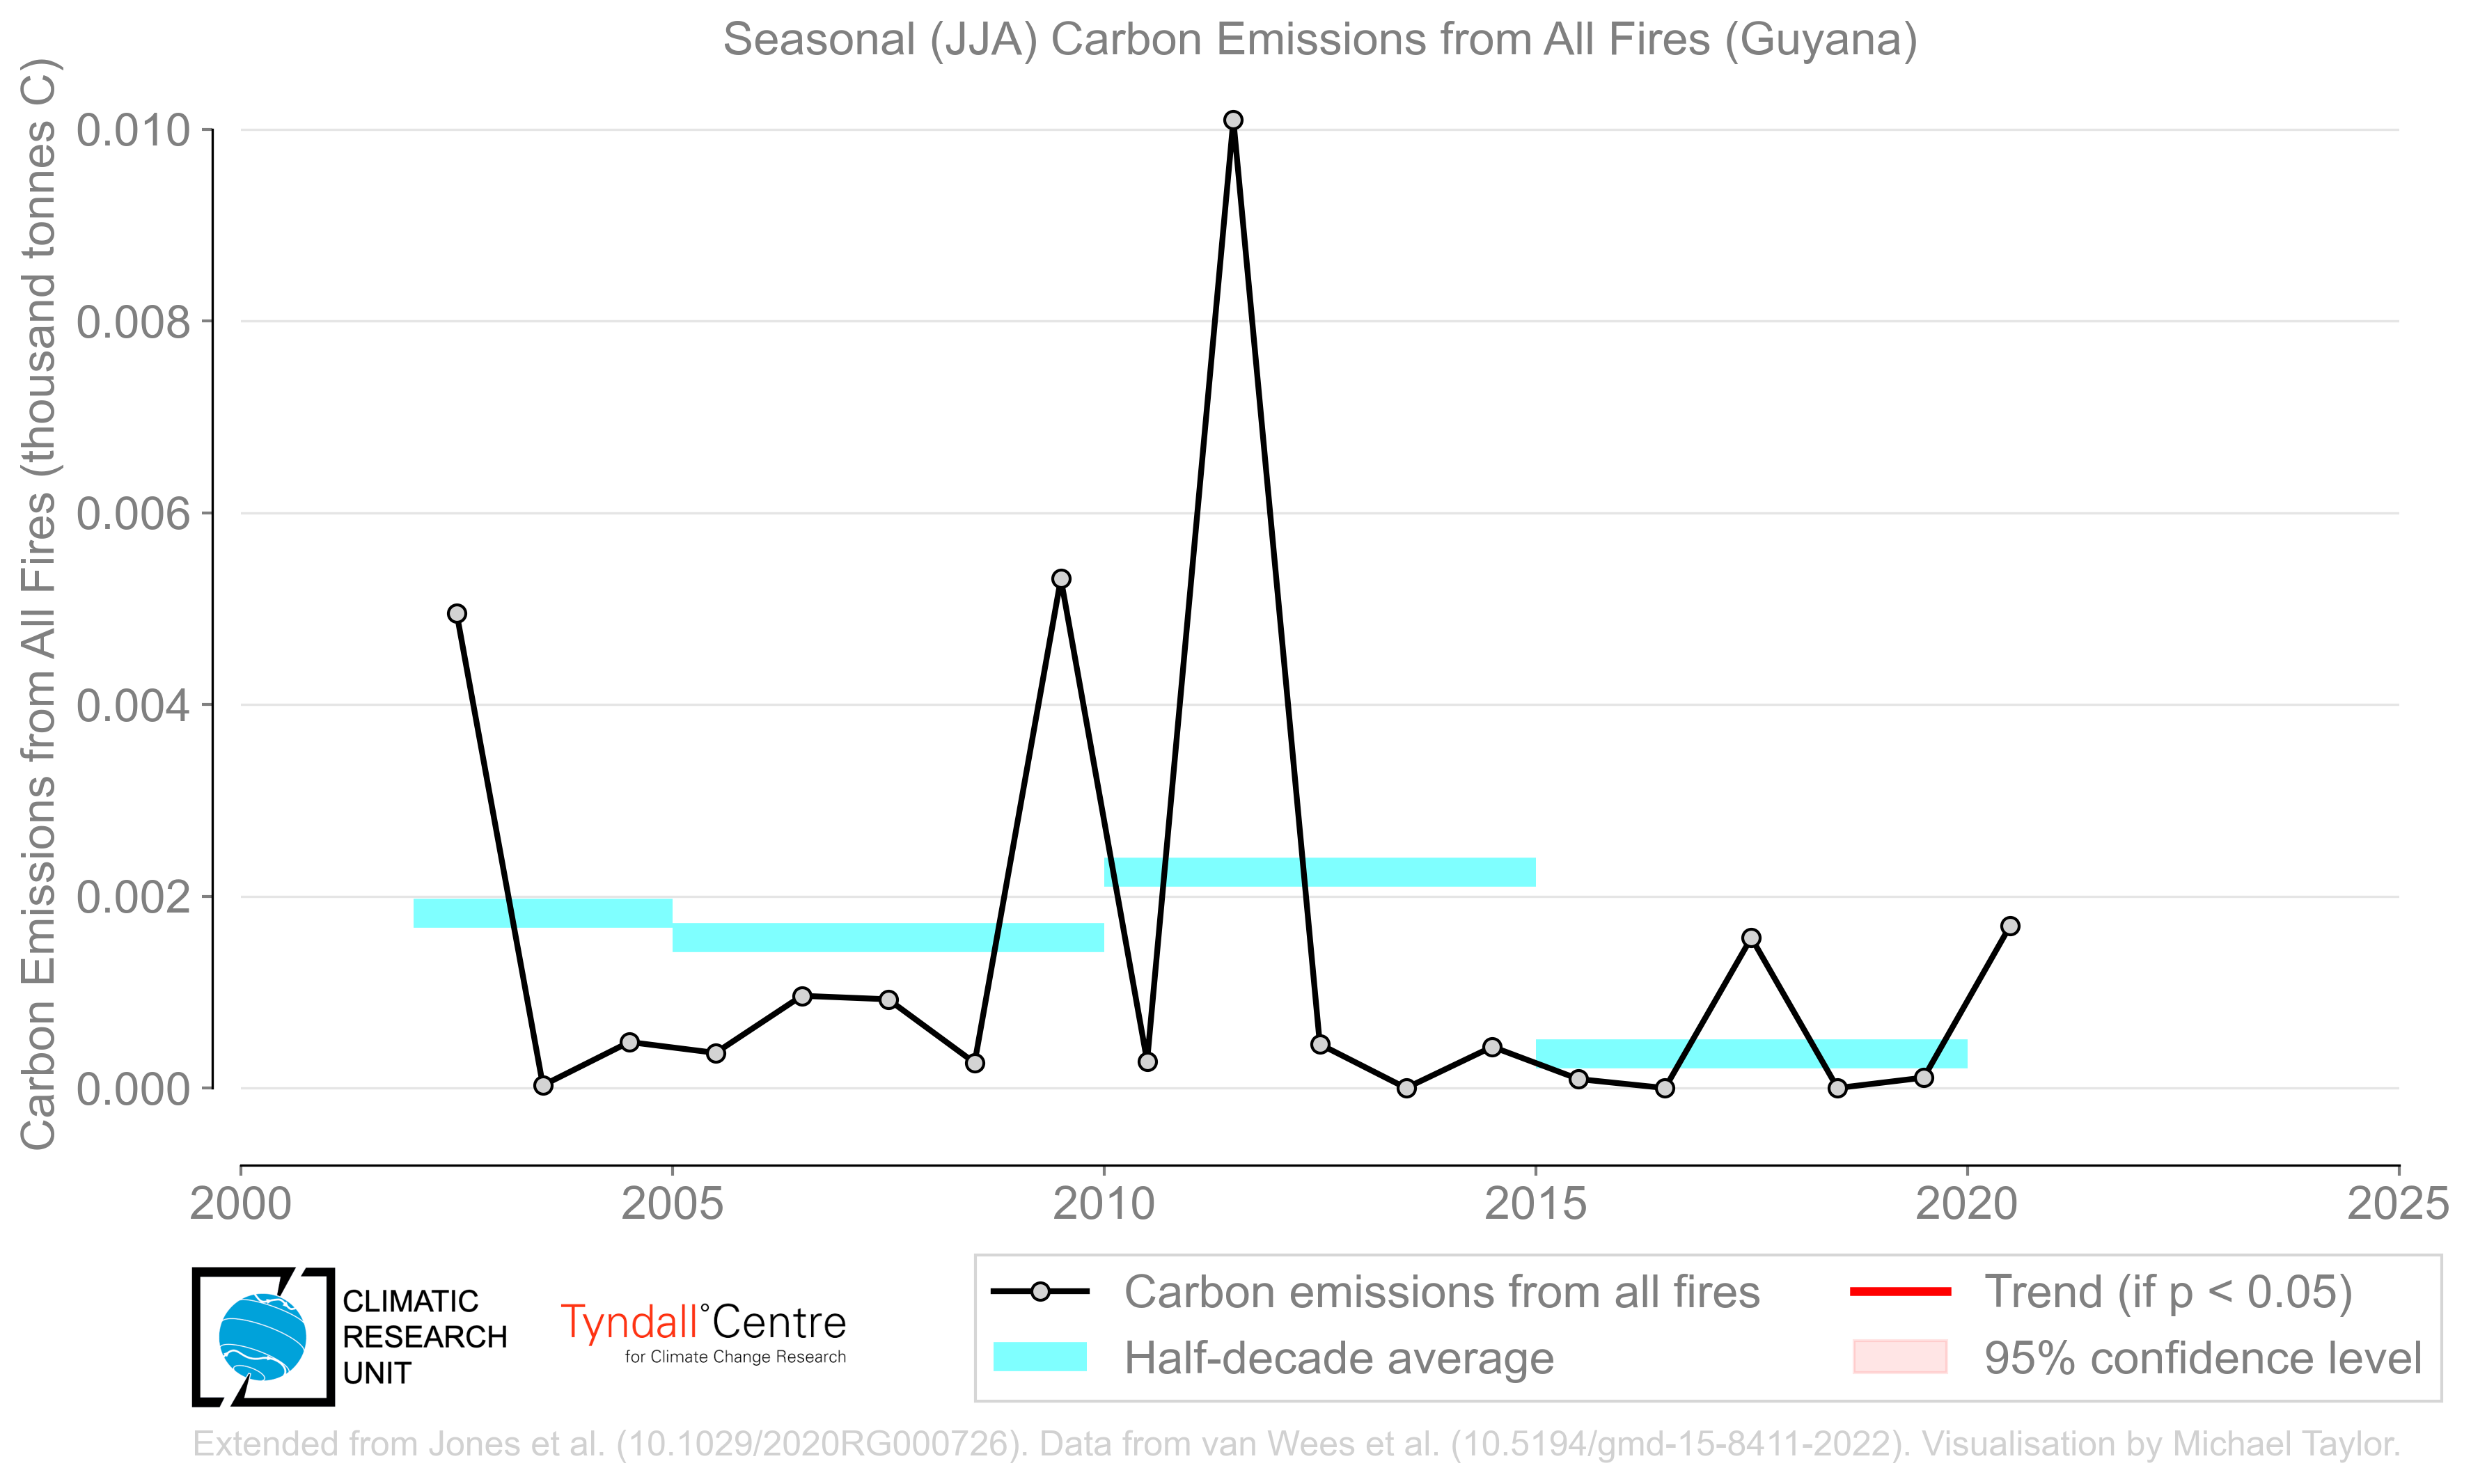 Seasonal (JJA) Carbon Emissions from All Fires (Guyana)
Carbon Emissions from All Fires (thousand tonnes C)
0.010
0.008
0.006
0.004
0.002
0.000
2000 2005 2010 2015 2020 2025
CLIMATIC
RESEARCH
UNIT
Tyndall°Centre
for Climate Change Research
Carbon emissions from all fires
Half-decade average
Trend (if p < 0.05)
95% confidence level
Extended from Jones et al. (10.1029/2020RG000726). Data from van Wees et al. (10.5194/gmd-15-8411-2022). Visualisation by Michael Taylor.